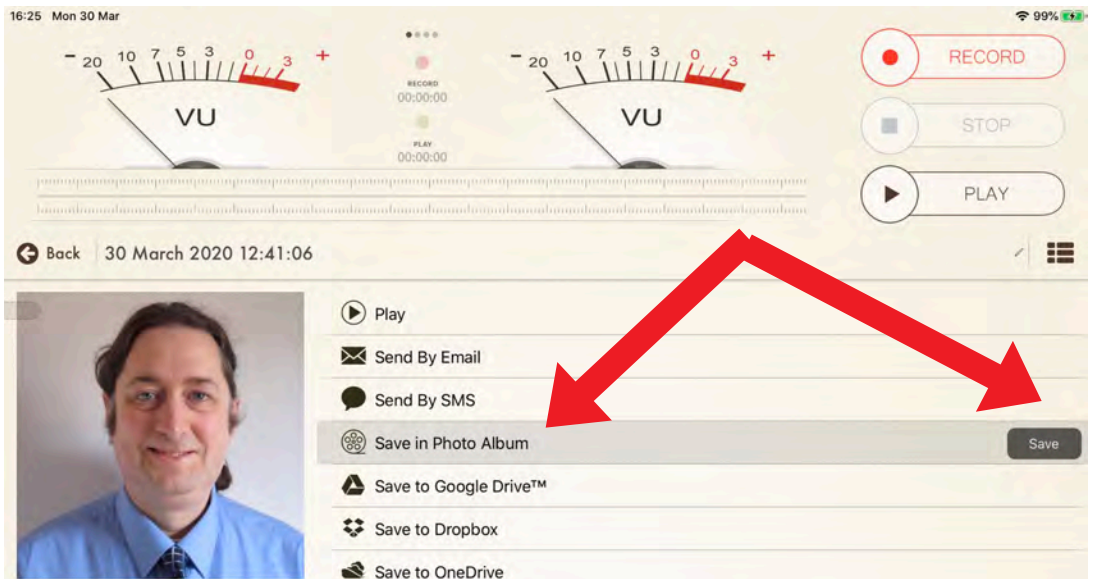 16:25 Mon 30 Mar
99%
- 20 10 7 5 3 0 3 +
VU
RECORD
00:00:00
PLAY
00:00:00
- 20 10 7 5 3 0 3 +
VU
RECORD
STOP
PLAY
Back 30 March 2020 12:41:06
Play
Send By Email
Send By SMS
Save in Photo Album Save
Save to Google Drive™
Save to Dropbox
Save to OneDrive